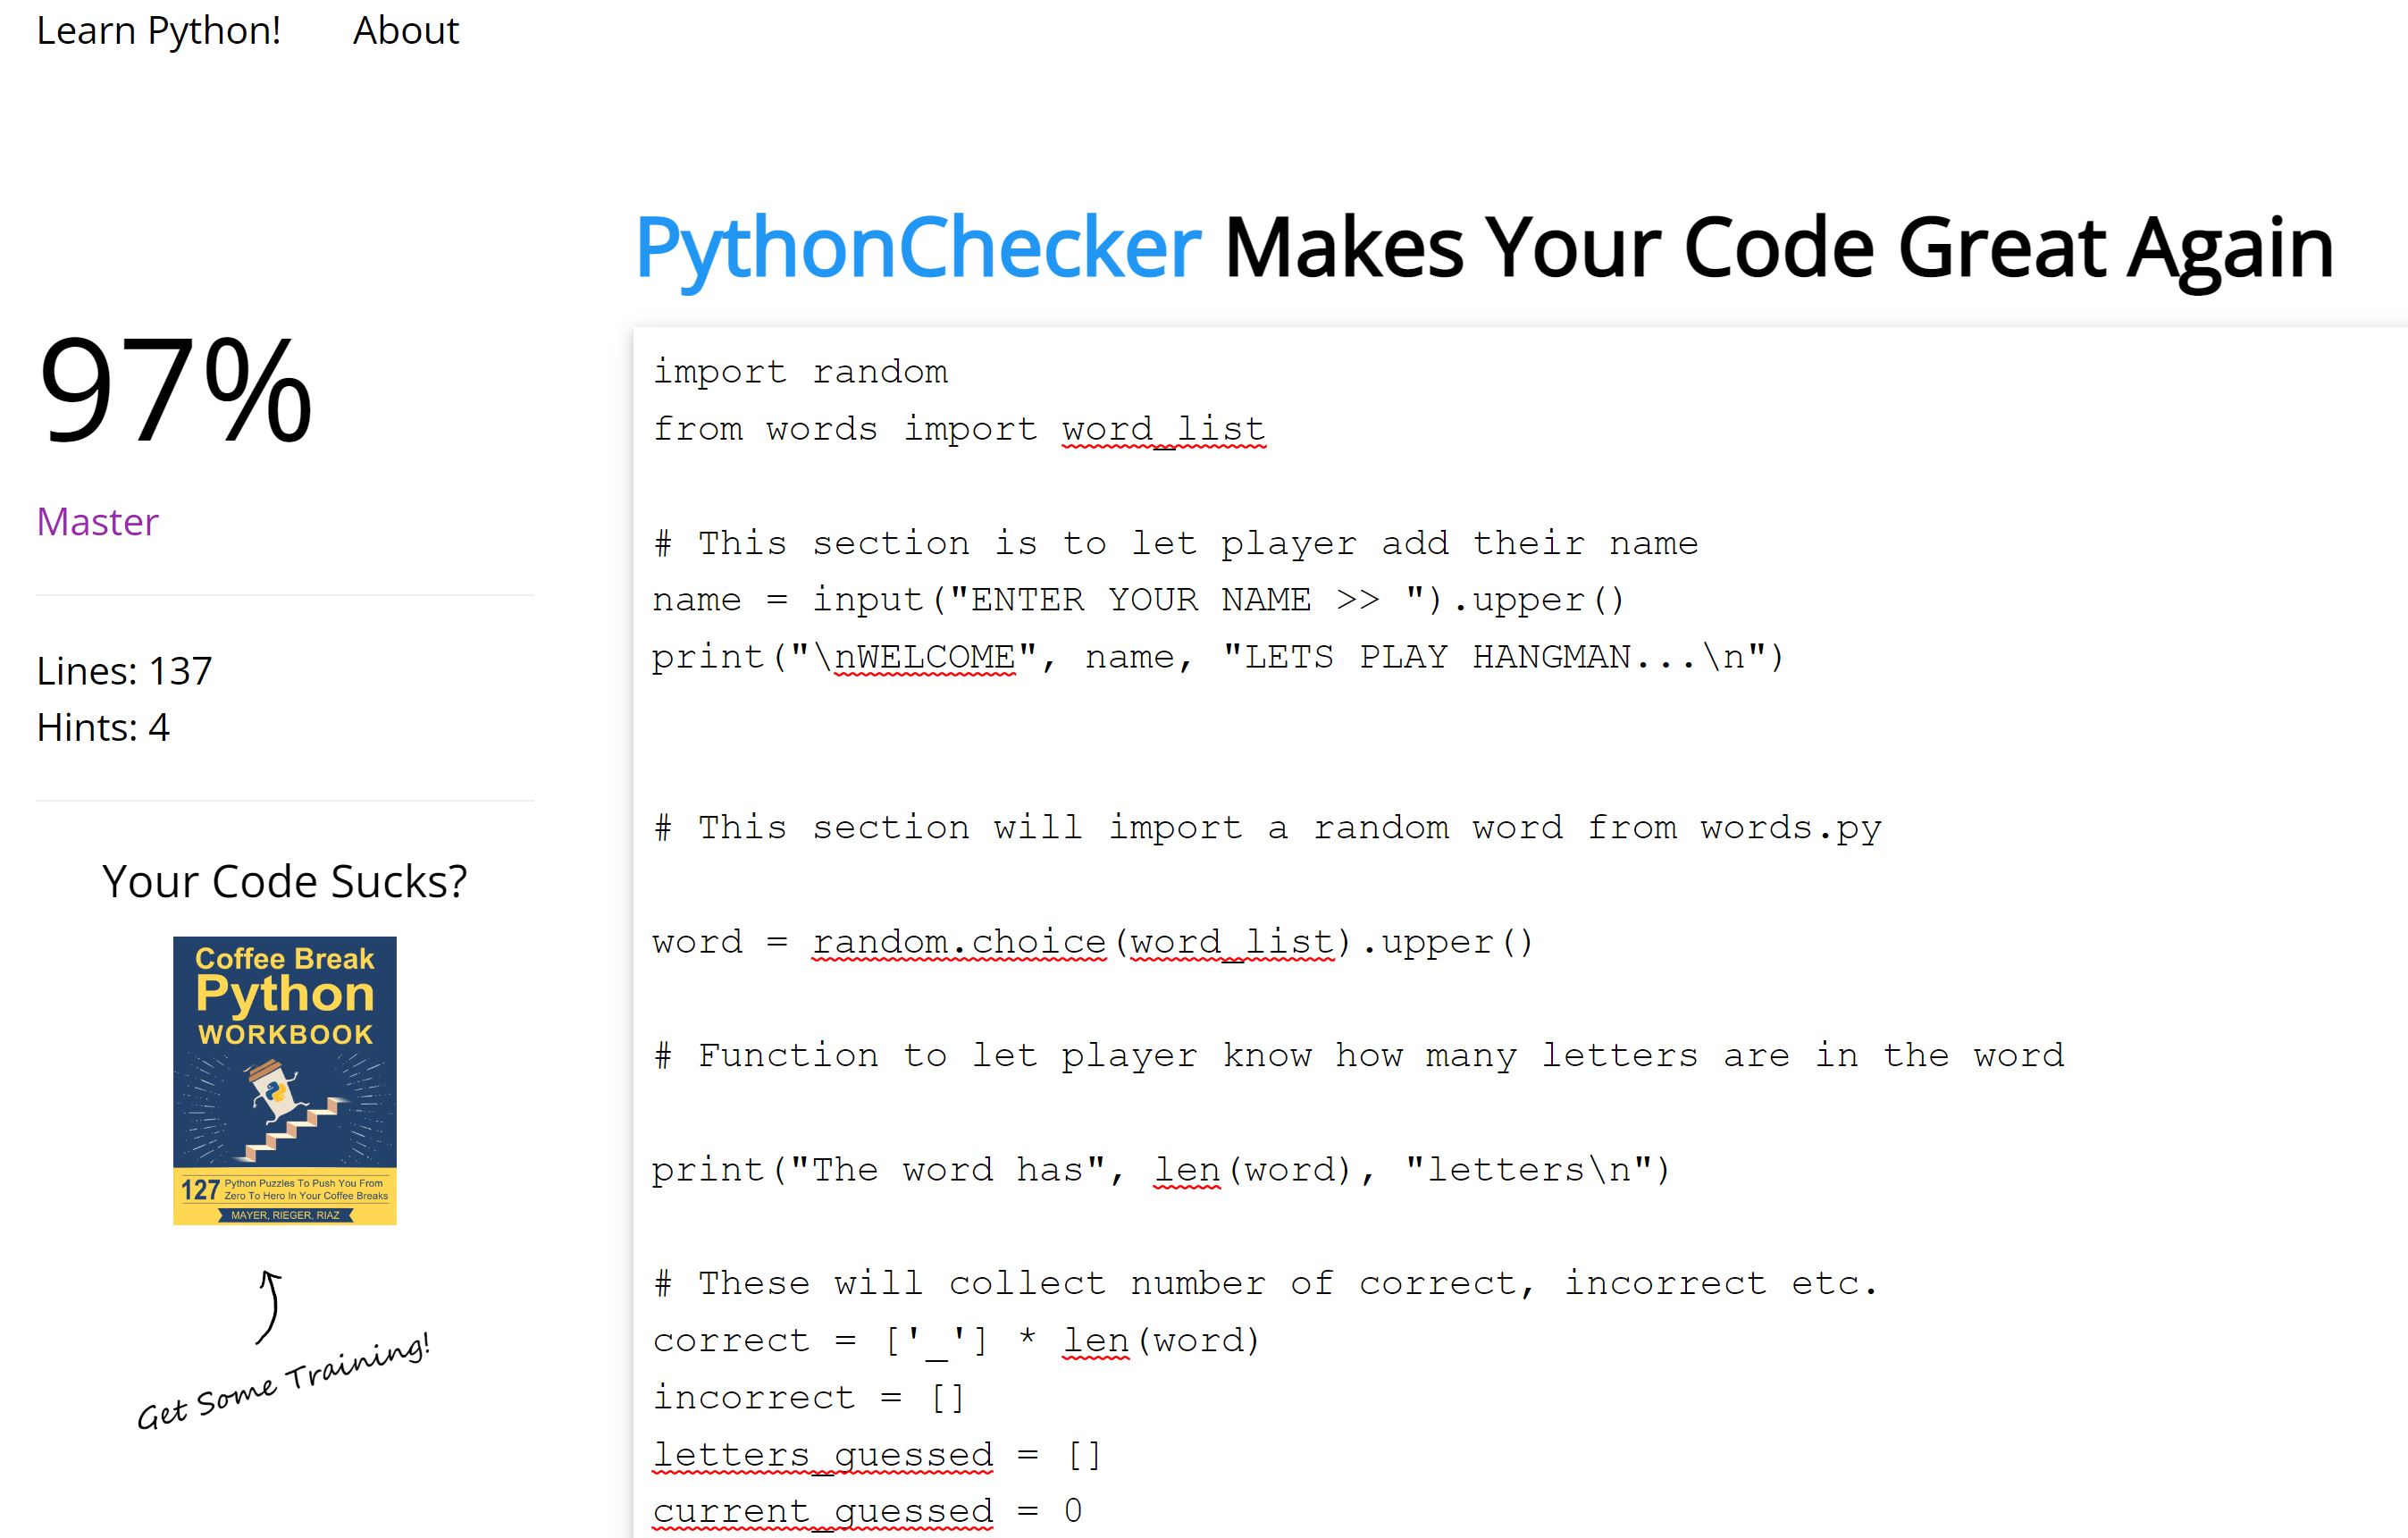 Learn Python! About
PythonChecker Makes Your Code Great Again
97%
Master
Lines: 137
Hints: 4
Your Code Sucks?
Coffee Break
Python
WORKBOOK
127 Python Puzzles To Push You From
Zero To Hero In Your Coffee Breaks
MAYER, RIEGER, RIAZ
Get Some Training!
import random
from words import word_list
# This section is to let player add their name
name = input("ENTER YOUR NAME >> ").upper()
print("\nWELCOME", name, "LETS PLAY HANGMAN...\n")
# This section will import a random word from words.py
word = random.choice(word_list).upper()
# Function to let player know how many letters are in the word
print("The word has", len(word), "letters\n")
# These will collect number of correct, incorrect etc.
correct = ['_'] * len(word)
incorrect = []
letters_guessed = []
current_guessed = 0